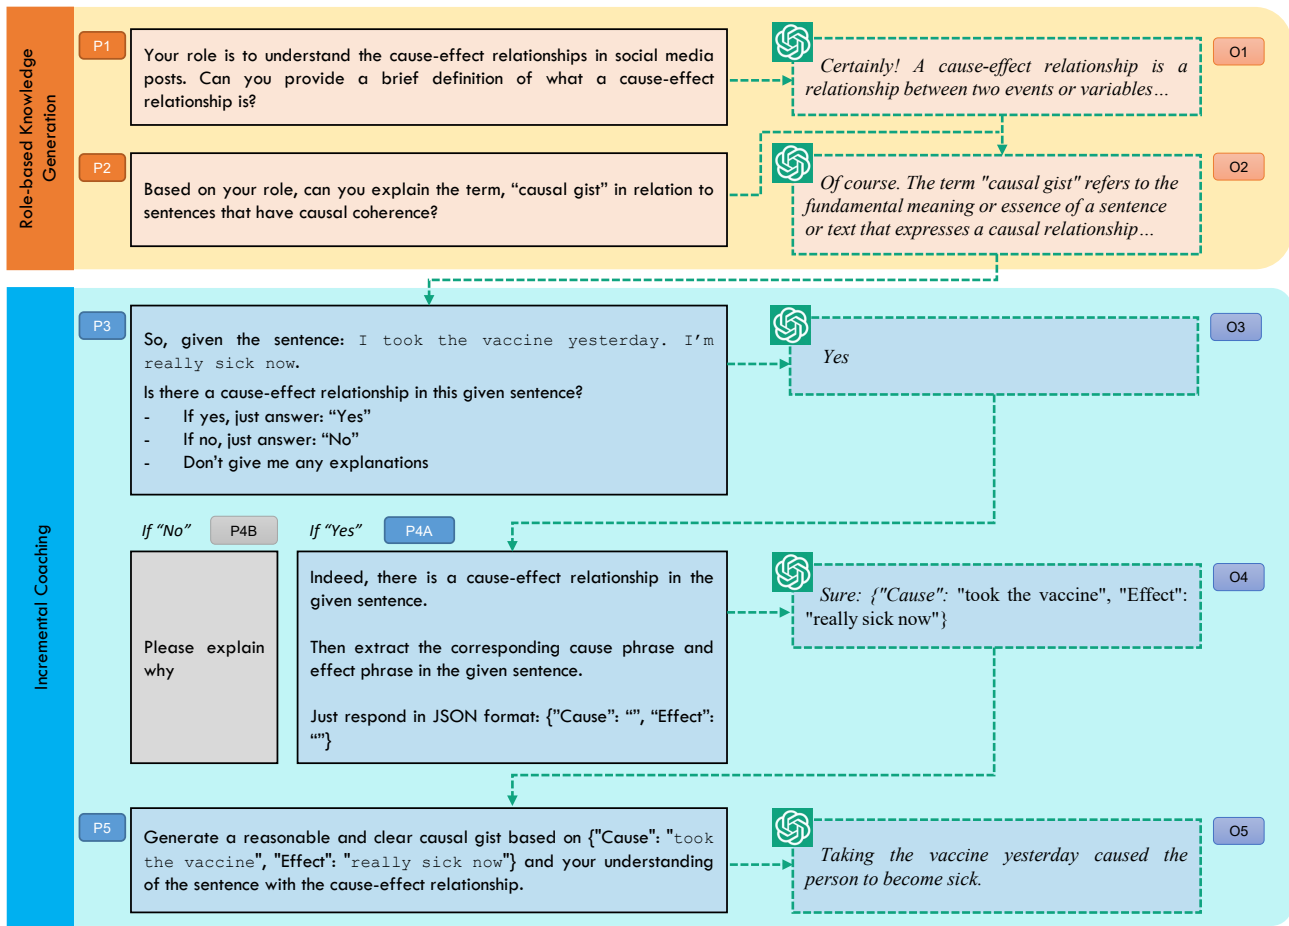 Role-based Knowledge
Generation
P1
Your role is to understand the cause-effect relationships in social media
posts. Can you provide a brief definition of what a cause-effect
relationship is?
O1
Certainly! A cause-effect relationship is a
relationship between two events or variables…
P2
Based on your role, can you explain the term, “causal gist” in relation to
sentences that have causal coherence?
O2
Of course. The term "causal gist" refers to the
fundamental meaning or essence of a sentence
or text that expresses a causal relationship…
Incremental Coaching
P3
So, given the sentence: I took the vaccine yesterday. I’m
really sick now.
Is there a cause-effect relationship in this given sentence?
- If yes, just answer: “Yes”
- If no, just answer: “No”
- Don’t give me any explanations
O3
Yes
If “No”
P4B
Please explain
why
If “Yes”
P4A
Indeed, there is a cause-effect relationship in the
given sentence.
Then extract the corresponding cause phrase and
effect phrase in the given sentence.
Just respond in JSON format: {”Cause”: “”, “Effect”:
“”}
O4
Sure: {"Cause": "took the vaccine", "Effect":
"really sick now"}
P5
Generate a reasonable and clear causal gist based on {"Cause": "took
the vaccine", "Effect": "really sick now"} and your understanding
of the sentence with the cause-effect relationship.
O5
Taking the vaccine yesterday caused the
person to become sick.